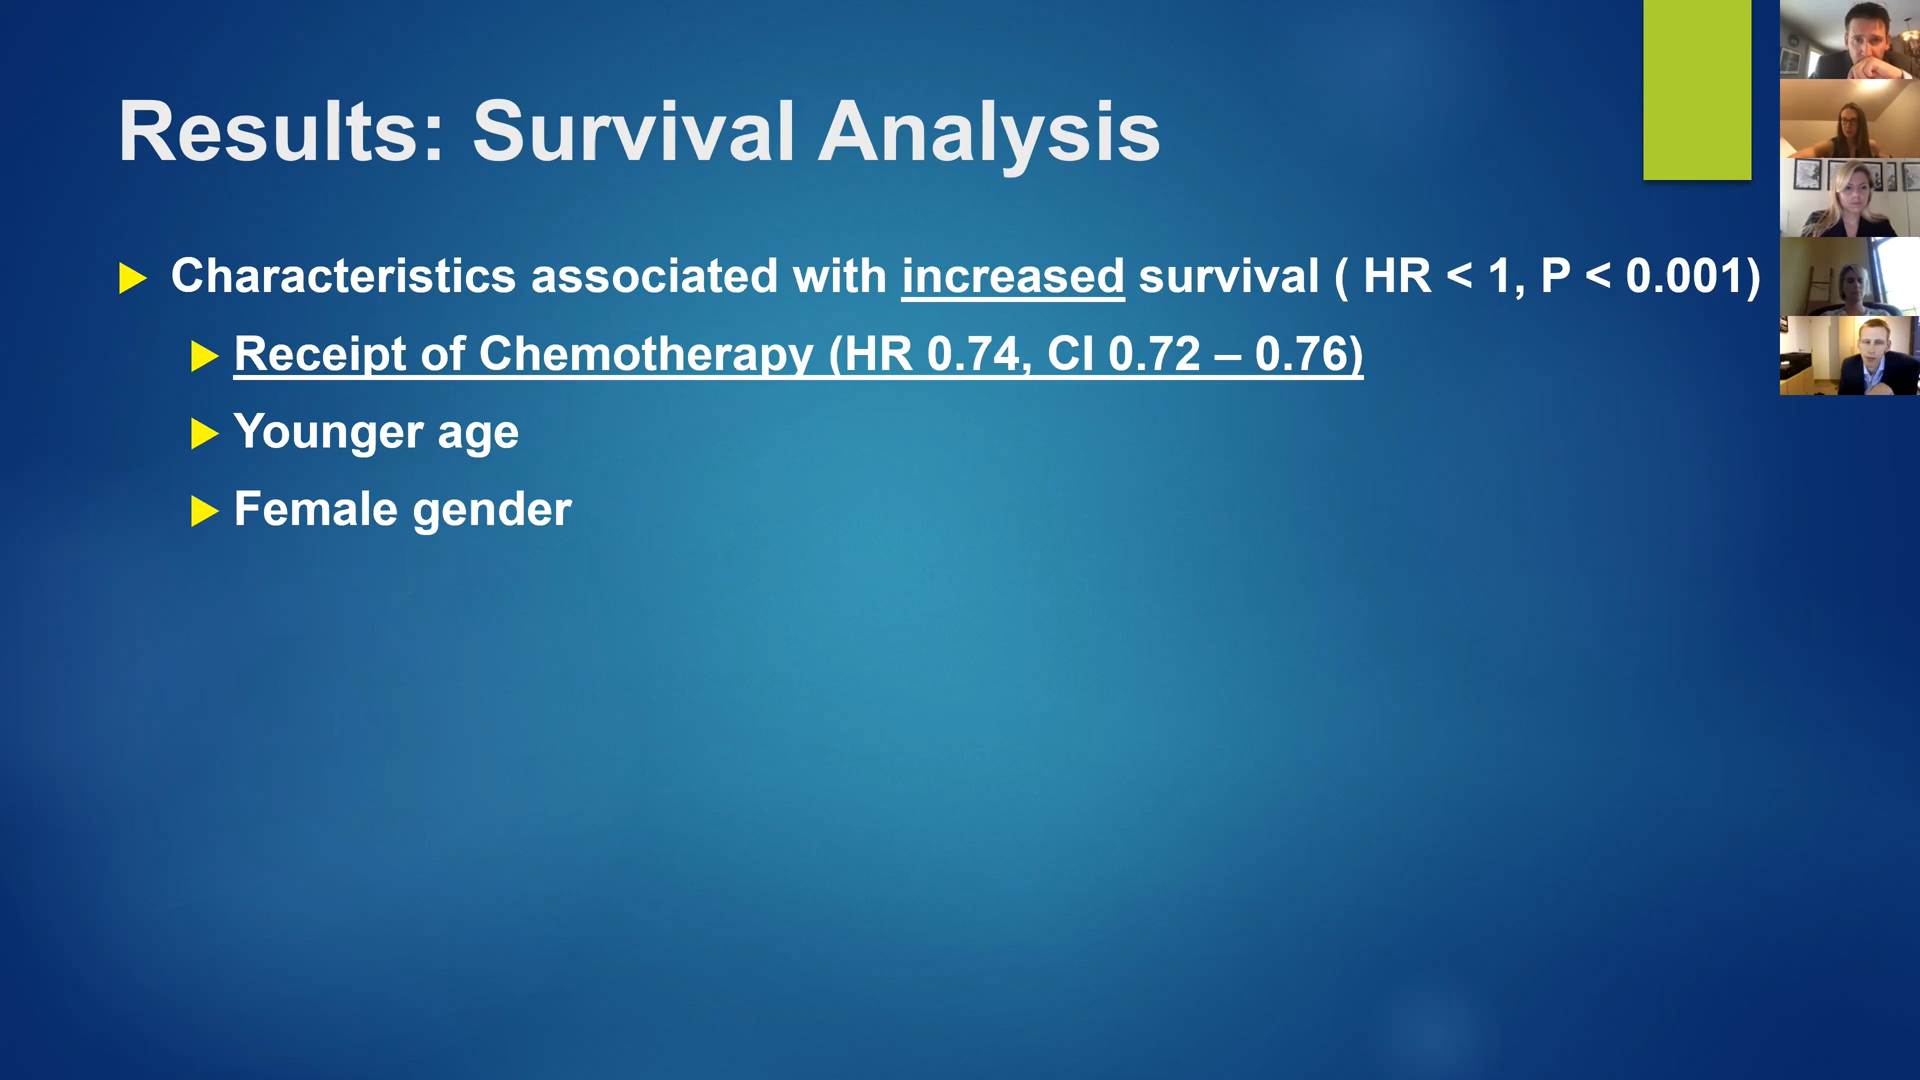 Results: Survival Analysis
Characteristics associated with increased survival ( HR < 1, P < 0.001)
Receipt of Chemotherapy (HR 0.74, CI 0.72 – 0.76)
Younger age
Female gender